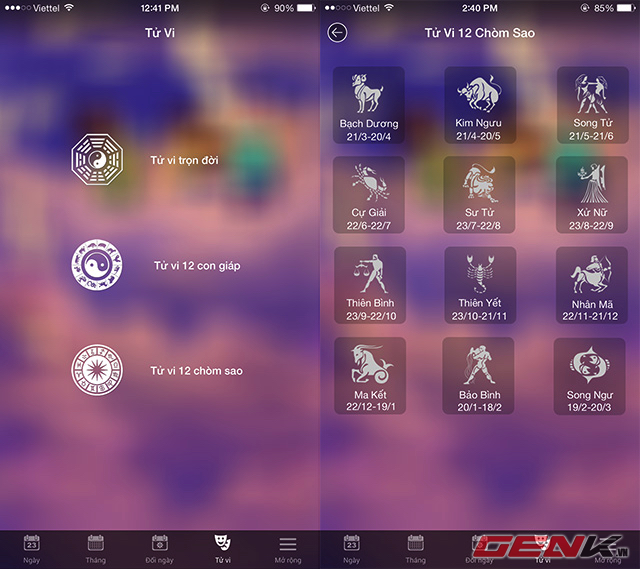 Viettel 12:41 PM 90%
Tử Vi
Tử vi trọn đời
Tử vi 12 con giáp
Tử vi 12 chòm sao
23
Ngày Tháng Đổi ngày Tử vi Mở rộng
Viettel 2:40 PM 85%
Tử Vi 12 Chòm Sao
Bạch Dương Kim Ngưu Song Tử
21/3-20/4 21/4-20/5 21/5-21/6
Cự Giải Sư Tử Xử Nữ
22/6-22/7 23/7-22/8 23/8-22/9
Thiên Bình Thiên Yết Nhân Mã
23/9-22/10 23/10-21/11 22/11-21/12
Ma Kết Bảo Bình Song Ngư
22/12-19/1 20/1-18/2 19/2-20/3
23
Ngày Tháng Đổi ngày Tử vi Mở rộng
GENK.VN